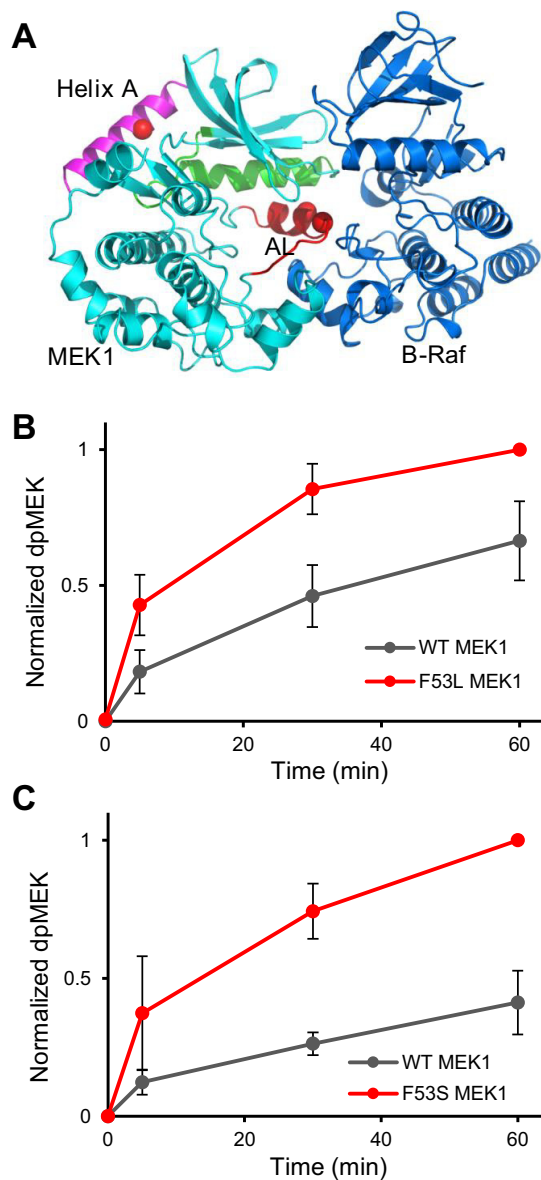 A
Helix A
AL
MEK1
B-Raf
B
Normalized dpMEK
1
0.5
0
0
20
40
60
WT MEK1
F53L MEK1
Time (min)
C
Normalized dpMEK
1
0.5
0
0
20
40
60
WT MEK1
F53S MEK1
Time (min)